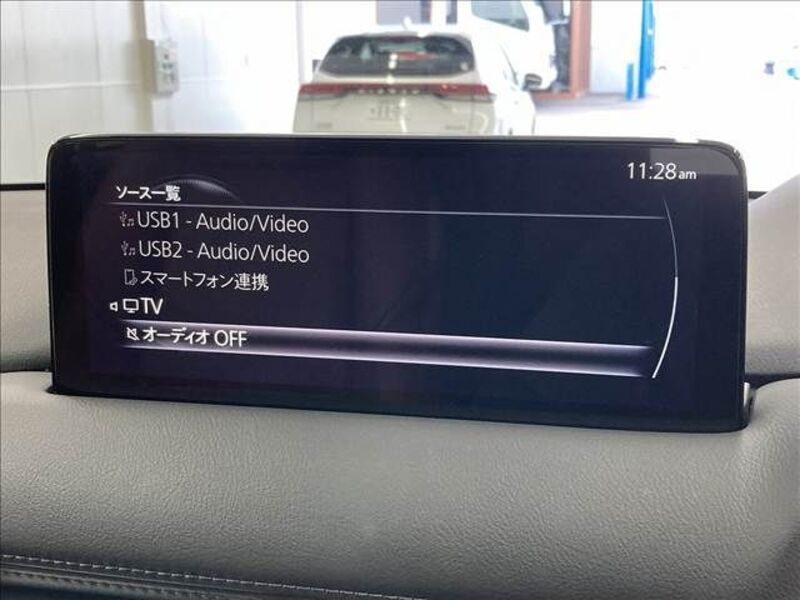 11:28am
ソース一覧
USB1 - Audio/Video
USB2 - Audio/Video
スマートフォン連携
TV
オーディオ OFF